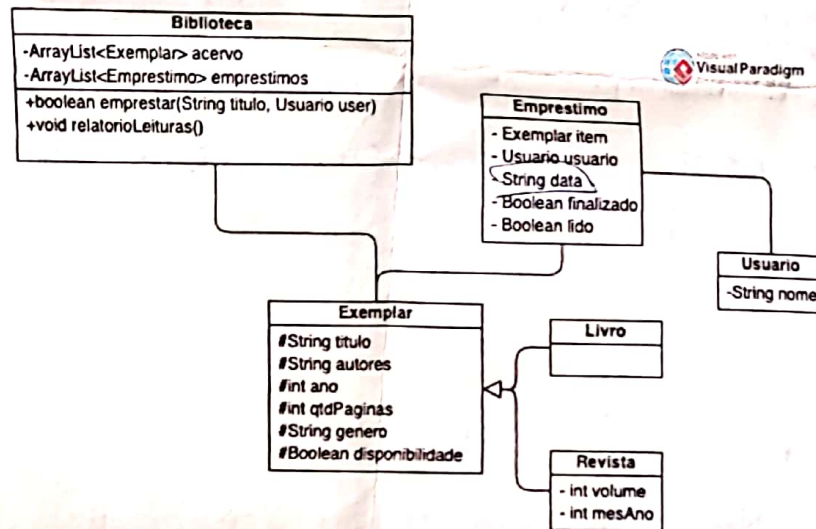 Biblioteca
-ArrayList<Exemplar> acervo
-ArrayList<Emprestimo> emprestimos
+boolean emprestar(String titulo, Usuario user)
+void relatorioLeituras()
Visual Paradigm
Emprestimo
- Exemplar item
- Usuario usuario
- String data
- Boolean finalizado
- Boolean lido
Usuario
-String nome
Exemplar
#String titulo
#String autores
#int ano
#int qtdPaginas
#String genero
#Boolean disponibilidade
Livro
Revista
- int volume
- int mesAno